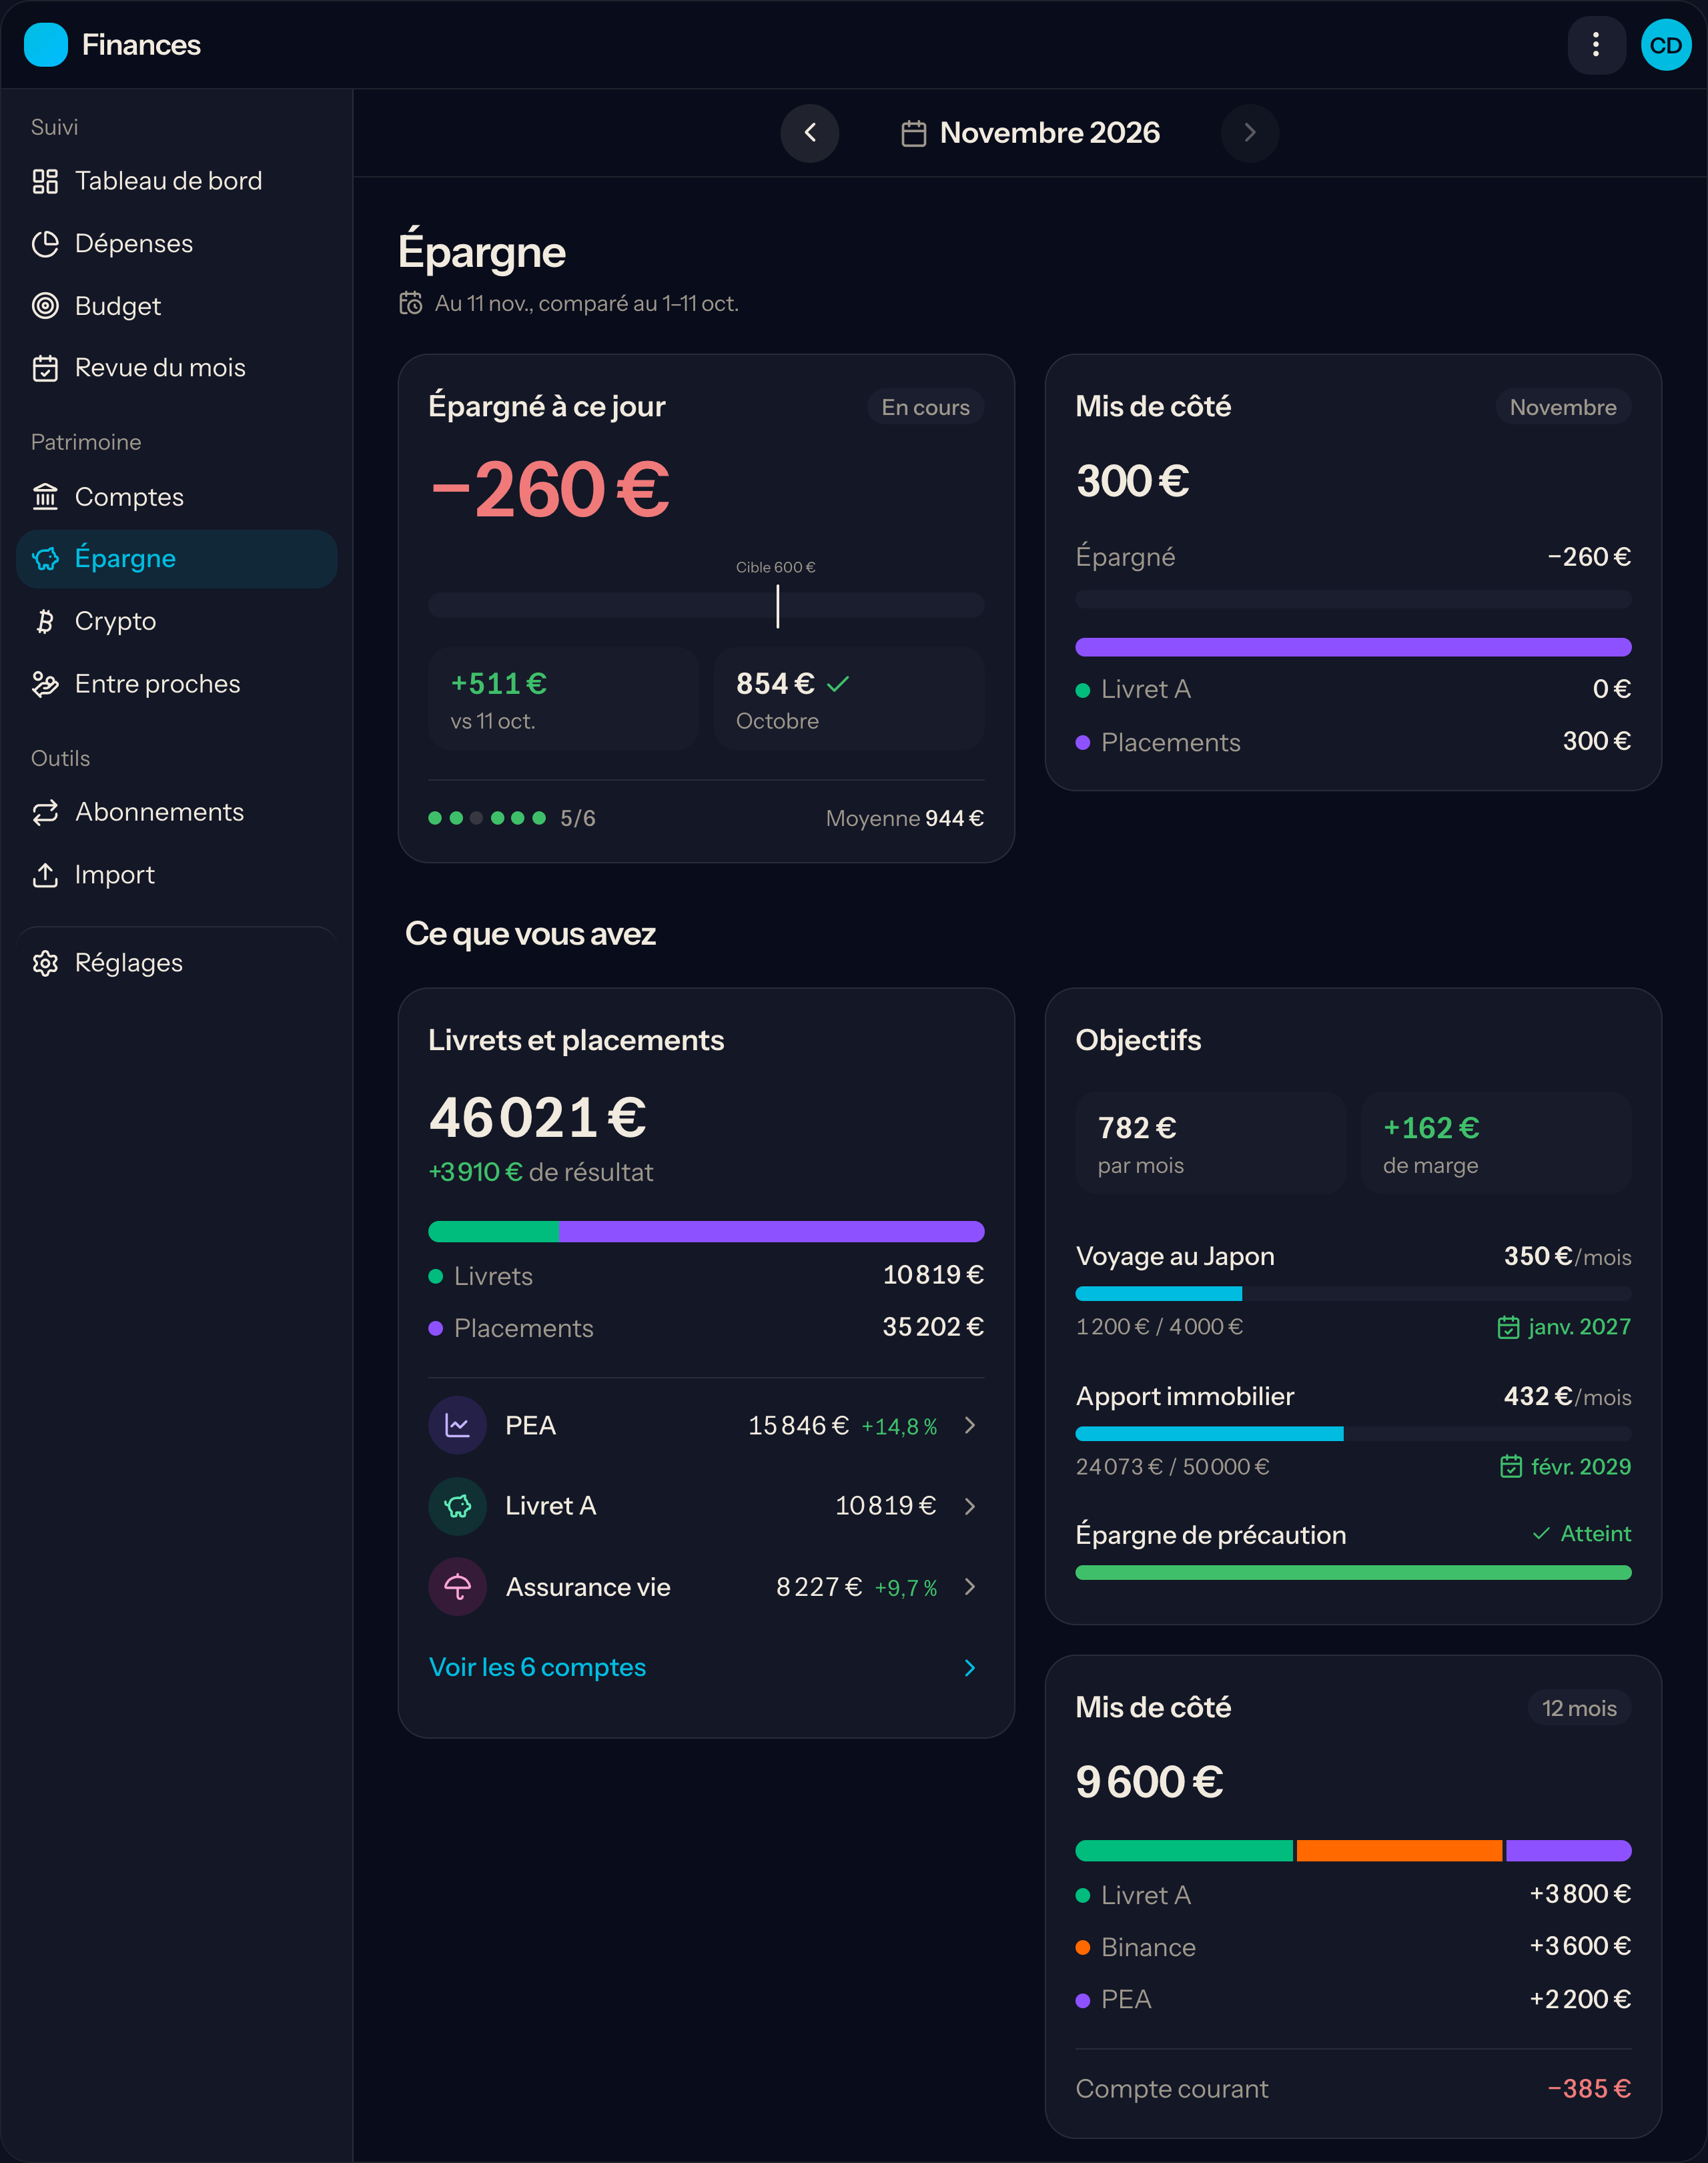 Finances
CD
Suivi
Tableau de bord
Dépenses
Budget
Revue du mois
Patrimoine
Comptes
Épargne
Crypto
Entre proches
Outils
Abonnements
Import
Réglages
Novembre 2026
Épargne
Au 11 nov., comparé au 1–11 oct.
Épargné à ce jour
En cours
−260 €
Cible 600 €
+511 €
vs 11 oct.
854 €
Octobre
5/6
Moyenne 944 €
Mis de côté
Novembre
300 €
Épargné −260 €
Livret A 0 €
Placements 300 €
Ce que vous avez
Livrets et placements
46 021 €
+3 910 € de résultat
Livrets 10 819 €
Placements 35 202 €
PEA 15 846 € +14,8 %
Livret A 10 819 €
Assurance vie 8 227 € +9,7 %
Voir les 6 comptes
Objectifs
782 €
par mois
+162 €
de marge
Voyage au Japon 350 €/mois
1 200 € / 4 000 € janv. 2027
Apport immobilier 432 €/mois
24 073 € / 50 000 € févr. 2029
Épargne de précaution Atteint
Mis de côté
12 mois
9 600 €
Livret A +3 800 €
Binance +3 600 €
PEA +2 200 €
Compte courant −385 €